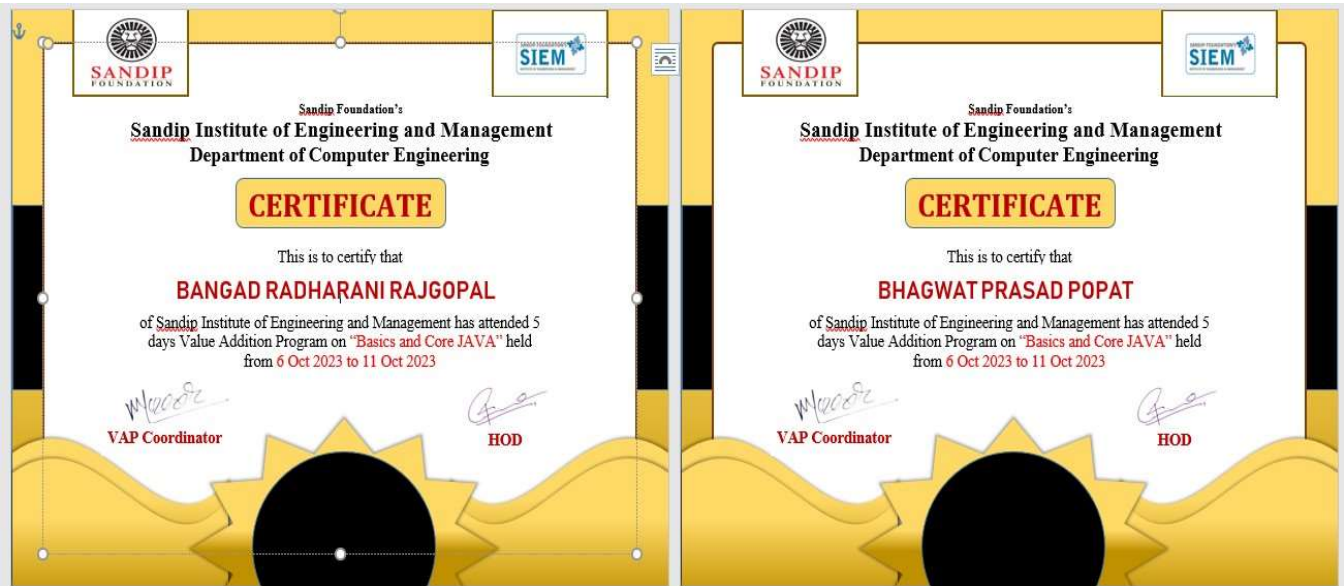 SANDIP
FOUNDATION
SANDIP FOUNDATION'S
SIEM
Sandip Foundation's
Sandip Institute of Engineering and Management
Department of Computer Engineering
CERTIFICATE
This is to certify that
BANGAD RADHARANI RAJGOPAL
of Sandip Institute of Engineering and Management has attended 5
days Value Addition Program on “Basics and Core JAVA” held
from 6 Oct 2023 to 11 Oct 2023
VAP Coordinator
HOD
SANDIP
FOUNDATION
SANDIP FOUNDATION'S
SIEM
Sandip Foundation's
Sandip Institute of Engineering and Management
Department of Computer Engineering
CERTIFICATE
This is to certify that
BHAGWAT PRASAD POPAT
of Sandip Institute of Engineering and Management has attended 5
days Value Addition Program on “Basics and Core JAVA” held
from 6 Oct 2023 to 11 Oct 2023
VAP Coordinator
HOD